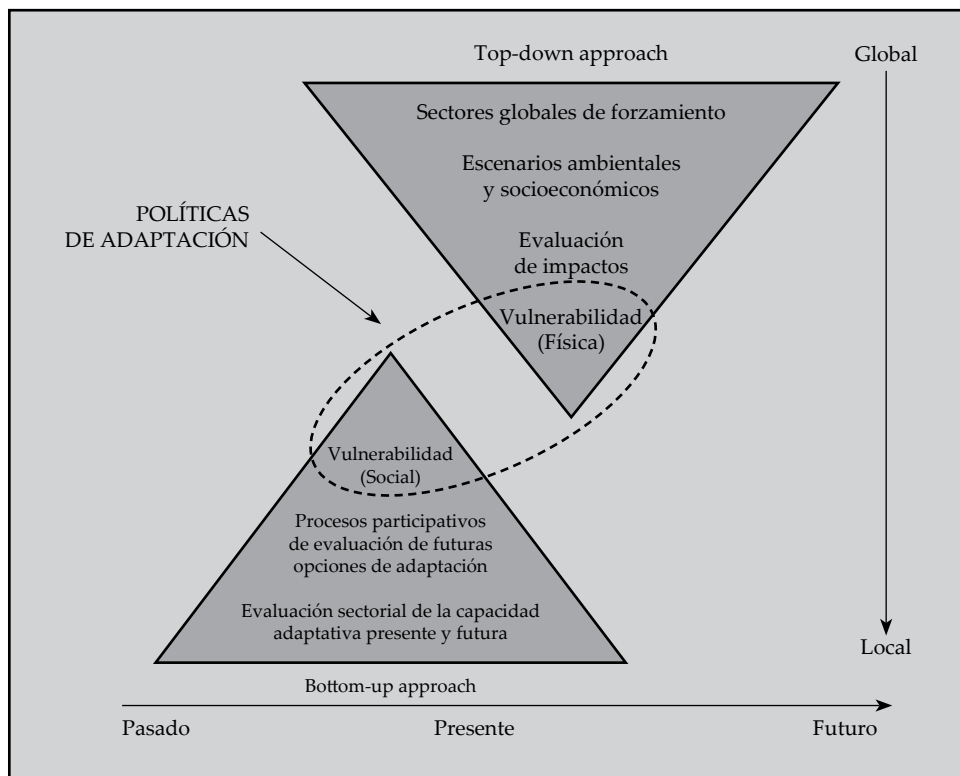 Top-down approach
Global
Sectores globales de forzamiento
Escenarios ambientales
y socioeconómicos
POLÍTICAS
DE ADAPTACIÓN
Evaluación
de impactos
Vulnerabilidad
(Física)
Vulnerabilidad
(Social)
Procesos participativos
de evaluación de futuras
opciones de adaptación
Evaluación sectorial de la capacidad
adaptativa presente y futura
Local
Bottom-up approach
Pasado
Presente
Futuro